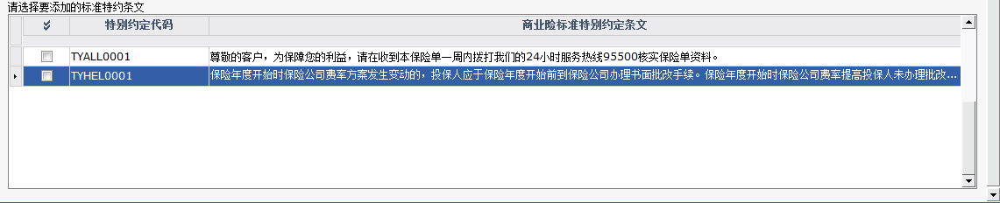 请选择要添加的标准特约条文
特别约定代码 商业险标准特别约定条文
TYALL0001 尊敬的客户，为保障您的利益，请在收到本保险单一周内拨打我们的24小时服务热线95500核实保险单资料。
TYHEL0001 保险年度开始时保险公司费率方案发生变动的，投保人应于保险年度开始前到保险公司办理书面批改手续。保险年度开始时保险公司费率提高投保人未办理批改...